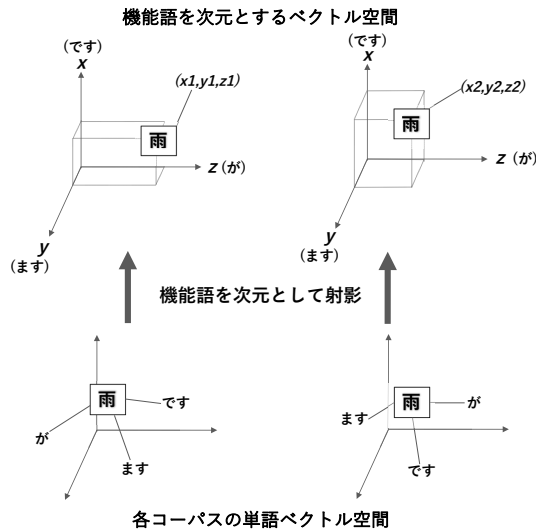 機能語を次元とするベクトル空間
(です)
x
(x1,y1,z1)
雨
z (が)
y
(ます)
(です)
x
(x2,y2,z2)
雨
z (が)
y
(ます)
機能語を次元として射影
雨
です
が
ます
雨
が
ます
です
各コーパスの単語ベクトル空間